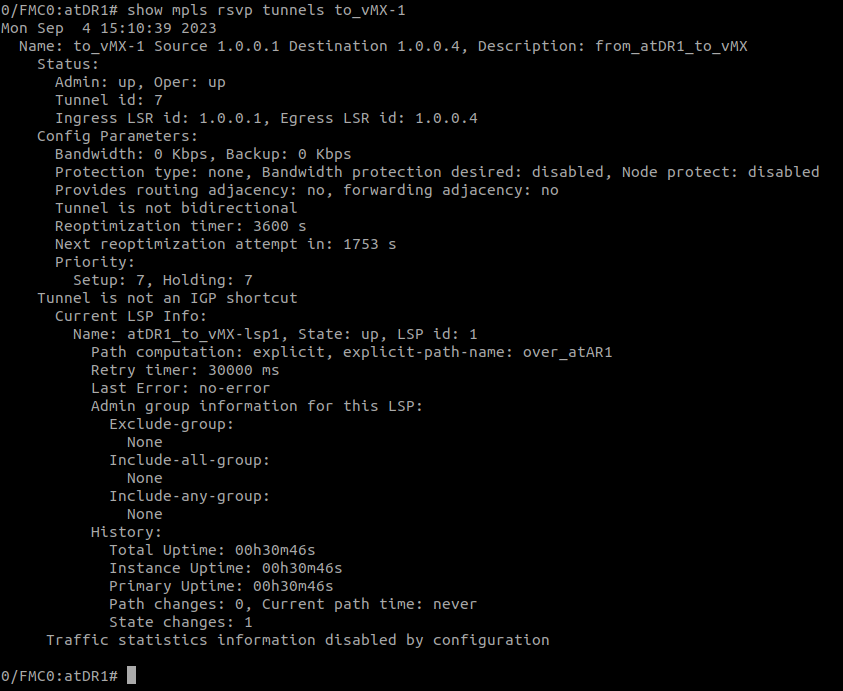 0/FMC0:atDR1# show mpls rsvp tunnels to_vMX-1
Mon Sep  4 15:10:39 2023
  Name: to_vMX-1 Source 1.0.0.1 Destination 1.0.0.4, Description: from_atDR1_to_vMX
    Status:
      Admin: up, Oper: up
      Tunnel id: 7
      Ingress LSR id: 1.0.0.1, Egress LSR id: 1.0.0.4
    Config Parameters:
      Bandwidth: 0 Kbps, Backup: 0 Kbps
      Protection type: none, Bandwidth protection desired: disabled, Node protect: disabled
      Provides routing adjacency: no, forwarding adjacency: no
      Tunnel is not bidirectional
      Reoptimization timer: 3600 s
      Next reoptimization attempt in: 1753 s
      Priority:
        Setup: 7, Holding: 7
    Tunnel is not an IGP shortcut
      Current LSP Info:
        Name: atDR1_to_vMX-lsp1, State: up, LSP id: 1
          Path computation: explicit, explicit-path-name: over_atAR1
          Retry timer: 30000 ms
          Last Error: no-error
          Admin group information for this LSP:
            Exclude-group:
              None
            Include-all-group:
              None
            Include-any-group:
              None
          History:
            Total Uptime: 00h30m46s
            Instance Uptime: 00h30m46s
            Primary Uptime: 00h30m46s
            Path changes: 0, Current path time: never
            State changes: 1
     Traffic statistics information disabled by configuration
0/FMC0:atDR1#